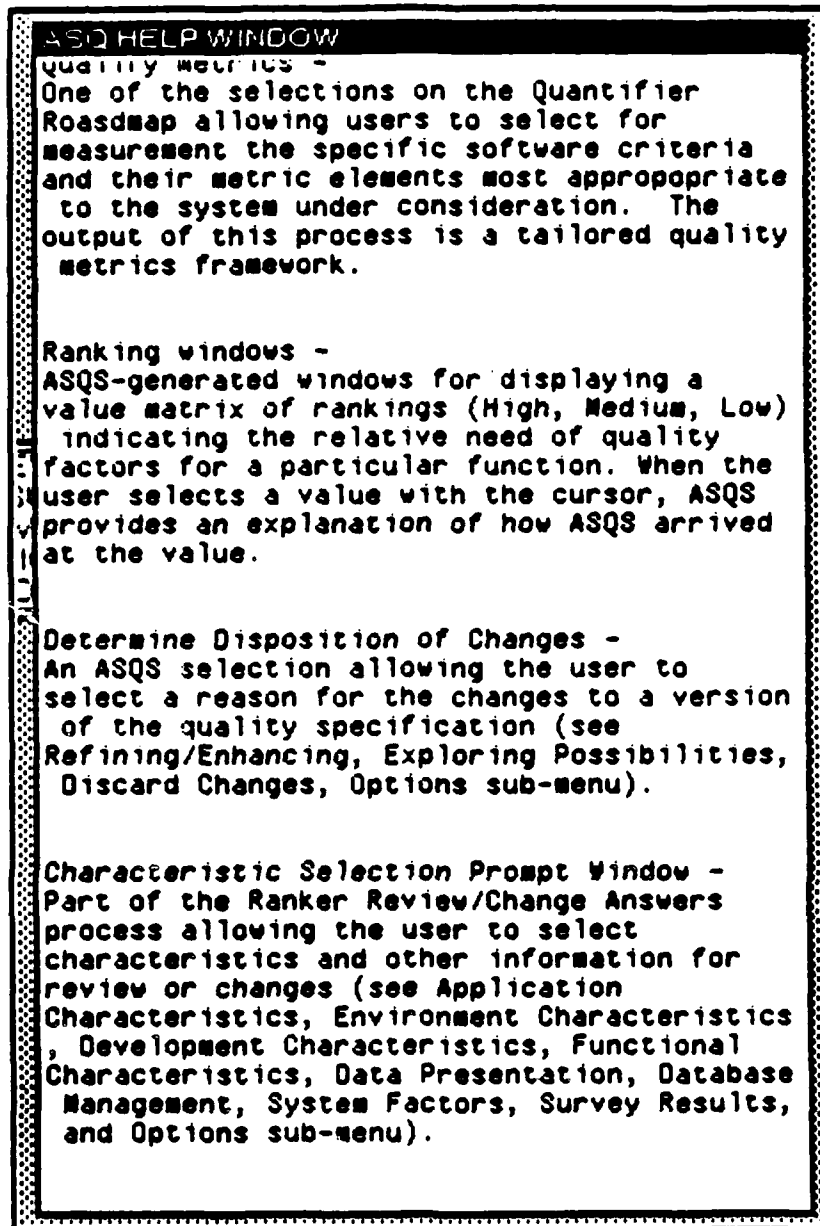 ASQ HELP WINDOW
Quality metrics -
One of the selections on the Quantifier
Roasdmap allowing users to select for
measurement the specific software criteria
and their metric elements most appropopriate
to the system under consideration. The
output of this process is a tailored quality
metrics framework.
Ranking windows -
ASQS-generated windows for displaying a
value matrix of rankings (High, Medium, Low)
indicating the relative need of quality
factors for a particular function. When the
user selects a value with the cursor, ASQS
provides an explanation of how ASQS arrived
at the value.
Determine Disposition of Changes -
An ASQS selection allowing the user to
select a reason for the changes to a version
of the quality specification (see
Refining/Enhancing, Exploring Possibilities,
Discard Changes, Options sub-menu).
Characteristic Selection Prompt Window -
Part of the Ranker Review/Change Answers
process allowing the user to select
characteristics and other information for
review or changes (see Application
Characteristics, Environment Characteristics
, Development Characteristics, Functional
Characteristics, Data Presentation, Database
Management, System Factors, Survey Results,
and Options sub-menu).